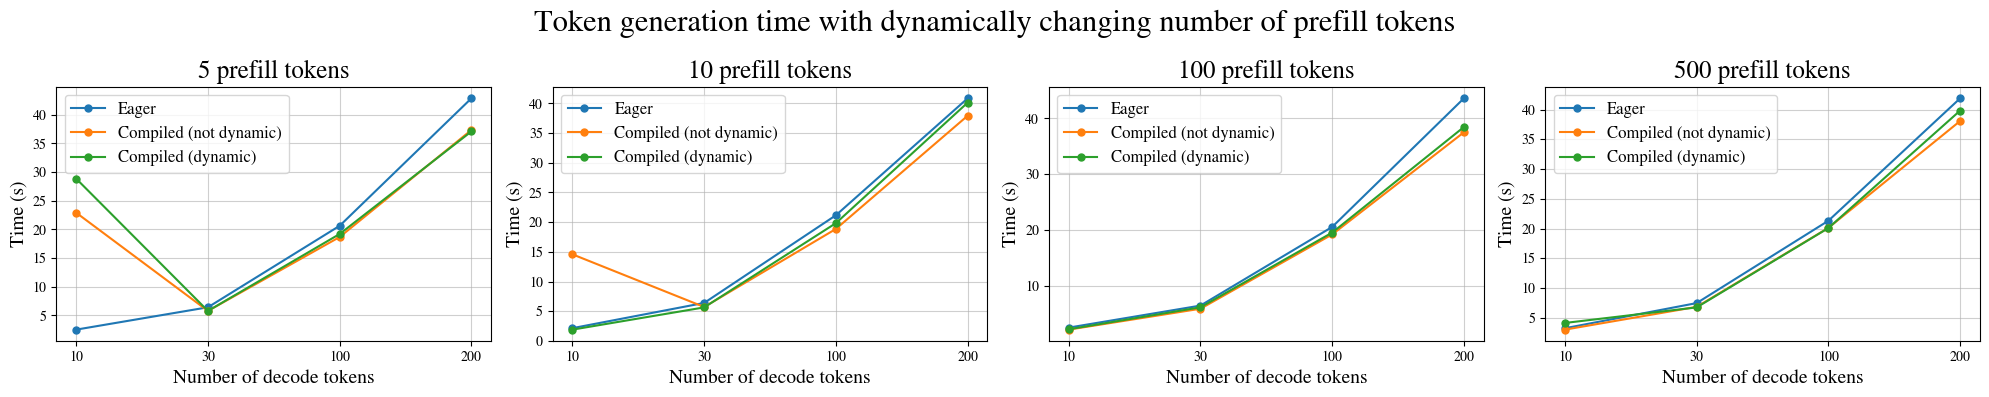 Token generation time with dynamically changing number of prefill tokens
5 prefill tokens
Eager
Compiled (not dynamic)
Compiled (dynamic)
Time (s)
40
35
30
25
20
15
10
5
10
30
100
200
Number of decode tokens
10 prefill tokens
Eager
Compiled (not dynamic)
Compiled (dynamic)
Time (s)
40
35
30
25
20
15
10
5
0
10
30
100
200
Number of decode tokens
100 prefill tokens
Eager
Compiled (not dynamic)
Compiled (dynamic)
Time (s)
40
30
20
10
10
30
100
200
Number of decode tokens
500 prefill tokens
Eager
Compiled (not dynamic)
Compiled (dynamic)
Time (s)
40
35
30
25
20
15
10
5
10
30
100
200
Number of decode tokens